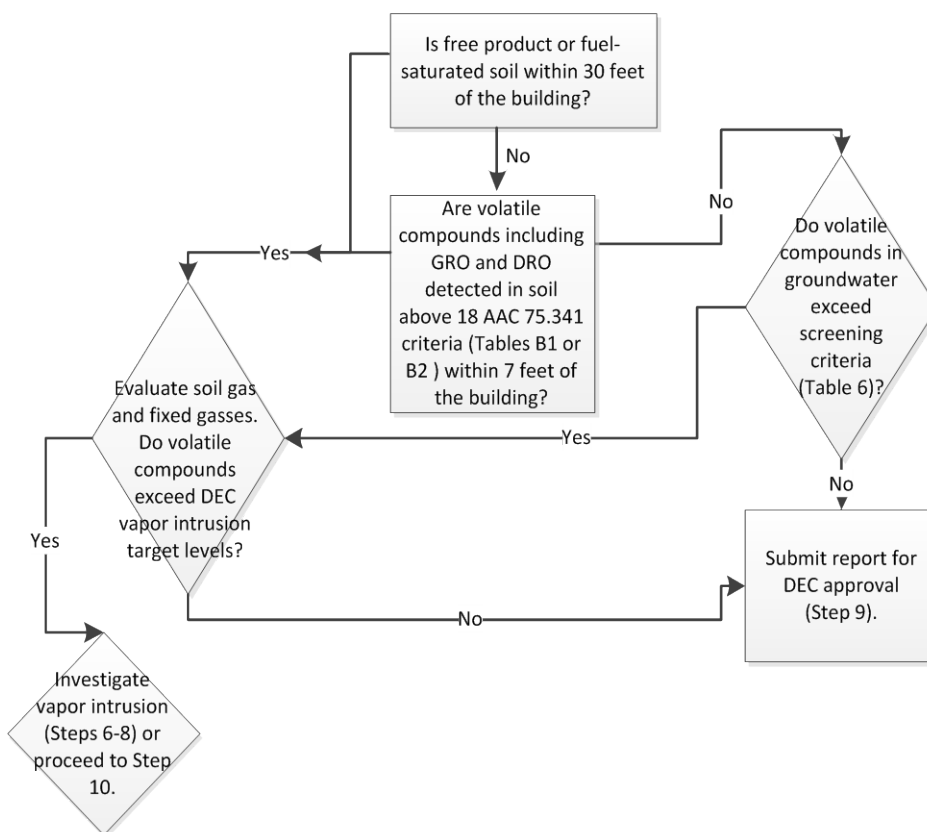 Is free product or fuel-
saturated soil within 30 feet
of the building?
No
Are volatile
compounds including
GRO and DRO
detected in soil
above 18 AAC 75.341
criteria (Tables B1 or
B2 ) within 7 feet of
the building?
Yes
No
Do volatile
compounds in
groundwater
exceed
screening
criteria
(Table 6)?
Evaluate soil gas
and fixed gasses.
Do volatile
compounds
exceed DEC
vapor intrusion
target levels?
Yes
No
Yes
Submit report for
DEC approval
(Step 9).
No
Investigate
vapor intrusion
(Steps 6-8) or
proceed to Step
10.